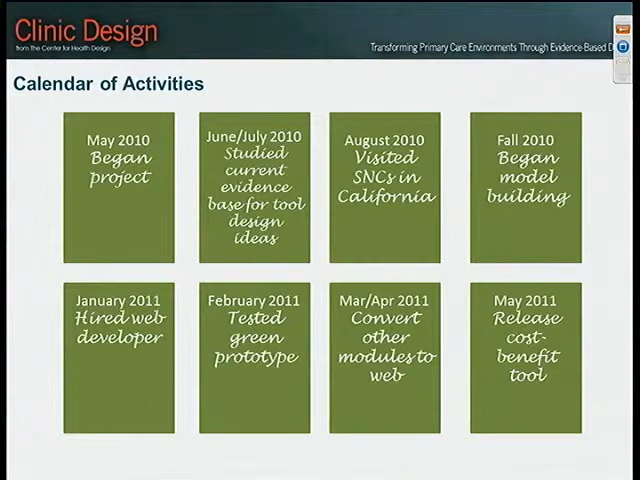 Clinic Design
from the Center for Health Design
Transforming Primary Care Environments Through Evidence-Based D
Calendar of Activities
May 2010
Began
project
June/July 2010
Studied
current
evidence
base for tool
design
ideas
August 2010
Visited
SNCs in
California
Fall 2010
Began
model
building
January 2011
Hired web
developer
February 2011
Tested
green
prototype
Mar/Apr 2011
Convert
other
modules to
web
May 2011
Release
cost-
benefit
tool